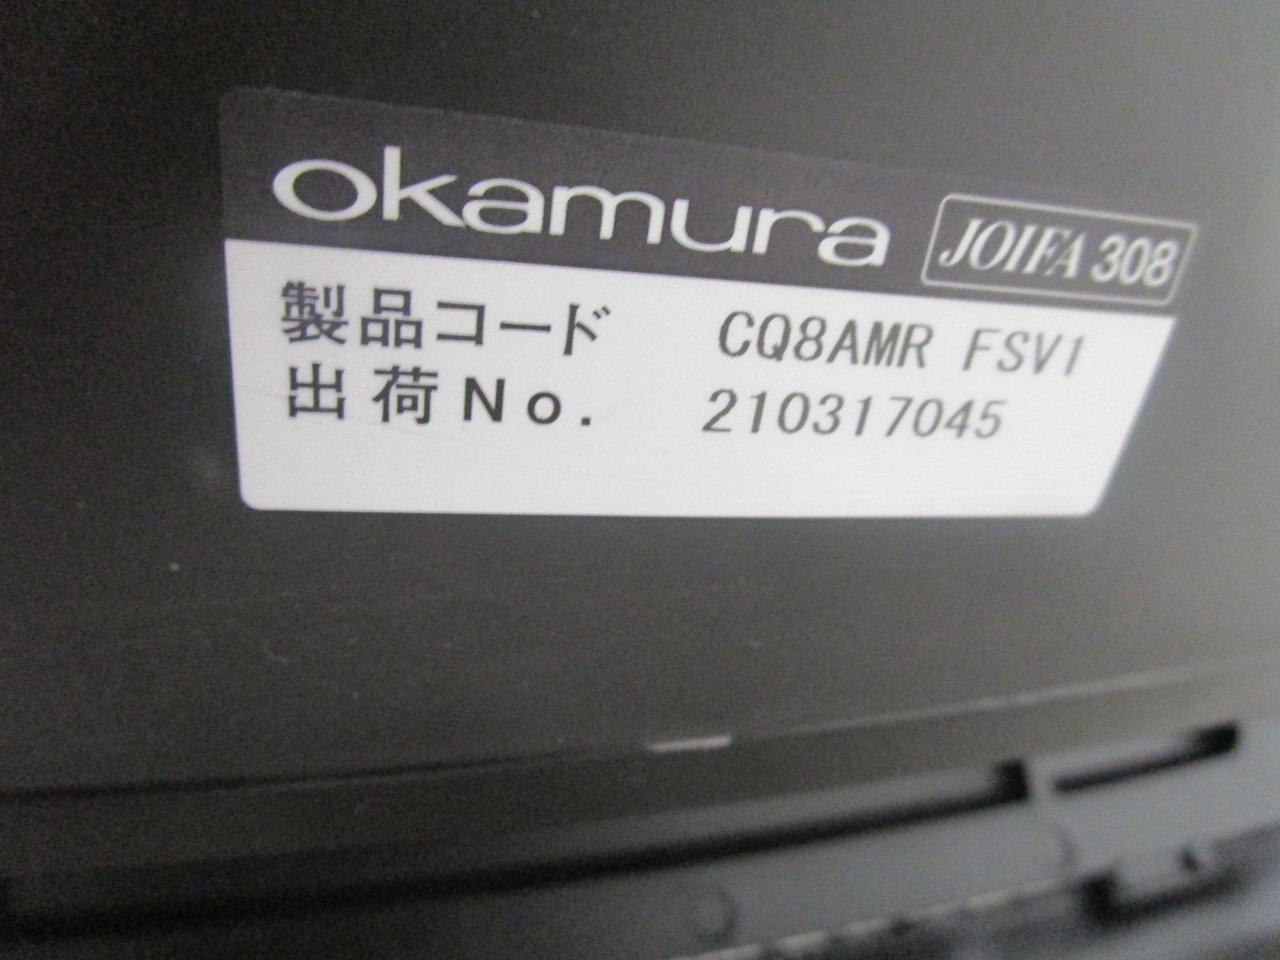 okamura JOIFA 308
製品コード CQ8AMR FSV1
出荷No. 210317045